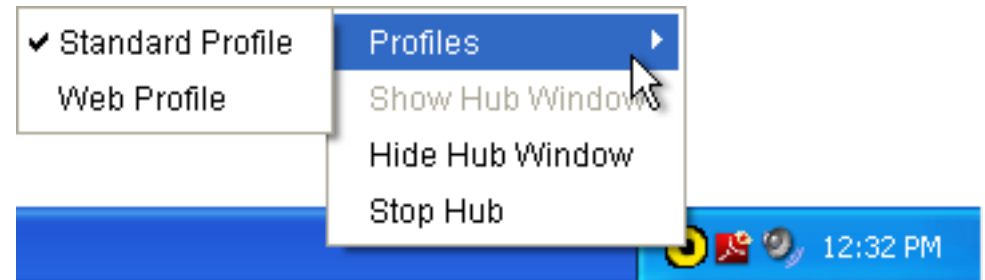 Standard Profile
Web Profile
Profiles
Show Hub Window
Hide Hub Window
Stop Hub
12:32 PM